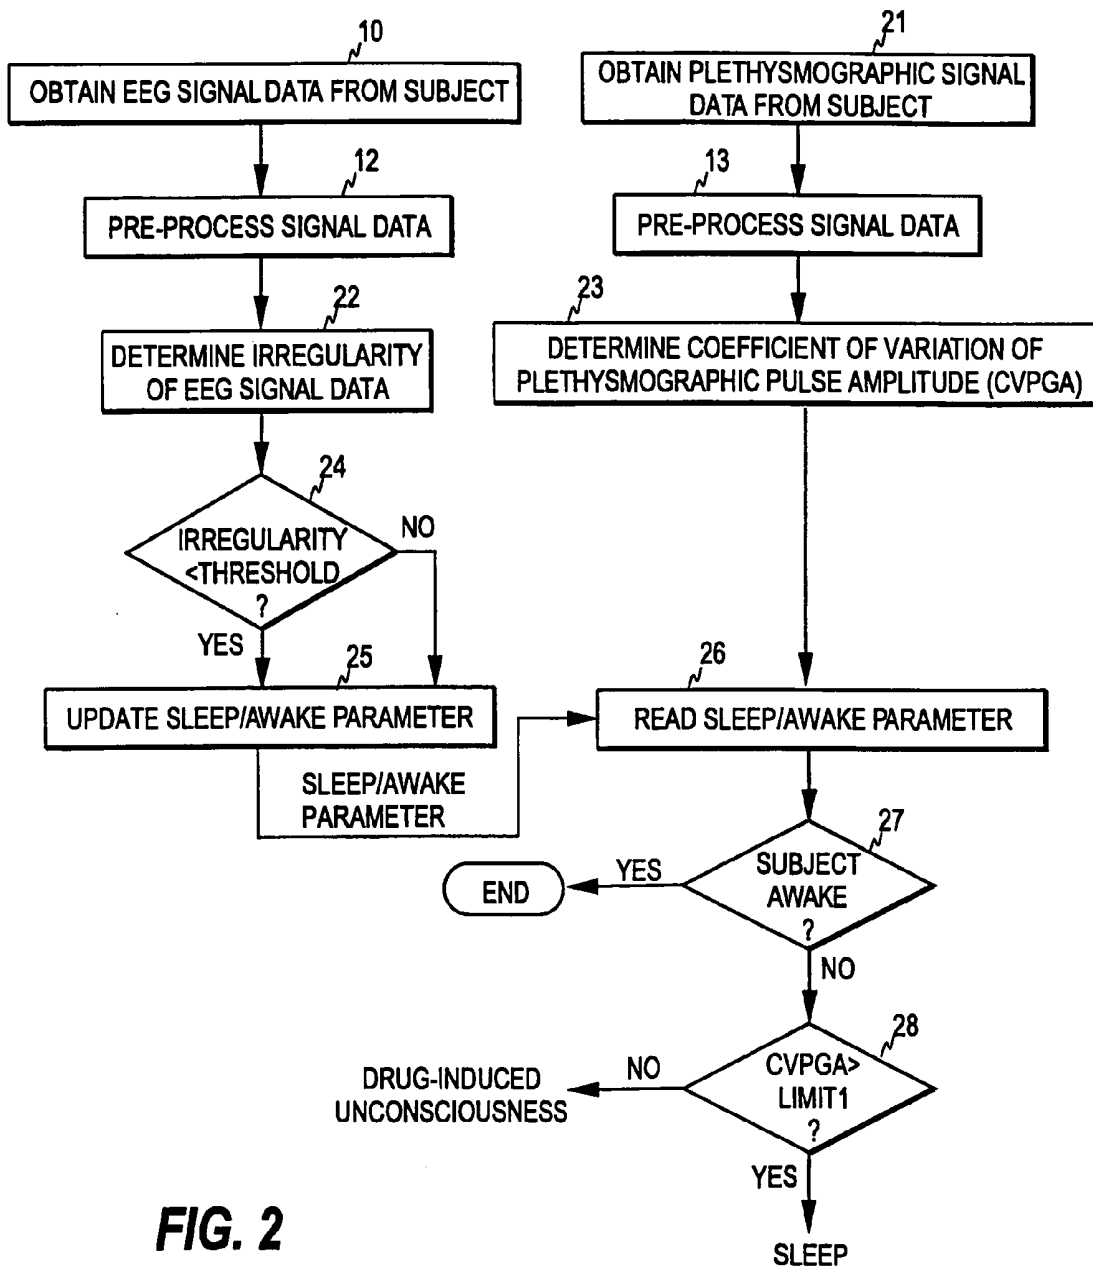 10
OBTAIN EEG SIGNAL DATA FROM SUBJECT
12
PRE-PROCESS SIGNAL DATA
22
DETERMINE IRREGULARITY
OF EEG SIGNAL DATA
24
IRREGULARITY
<THRESHOLD
?
NO
YES
25
UPDATE SLEEP/AWAKE PARAMETER
SLEEP/AWAKE
PARAMETER
21
OBTAIN PLETHYSMOGRAPHIC SIGNAL
DATA FROM SUBJECT
13
PRE-PROCESS SIGNAL DATA
23
DETERMINE COEFFICIENT OF VARIATION OF
PLETHYSMOGRAPHIC PULSE AMPLITUDE (CVPGA)
26
READ SLEEP/AWAKE PARAMETER
27
SUBJECT
AWAKE
?
YES
END
NO
28
CVPGA>
LIMIT1
?
NO
DRUG-INDUCED
UNCONSCIOUSNESS
YES
SLEEP
FIG. 2